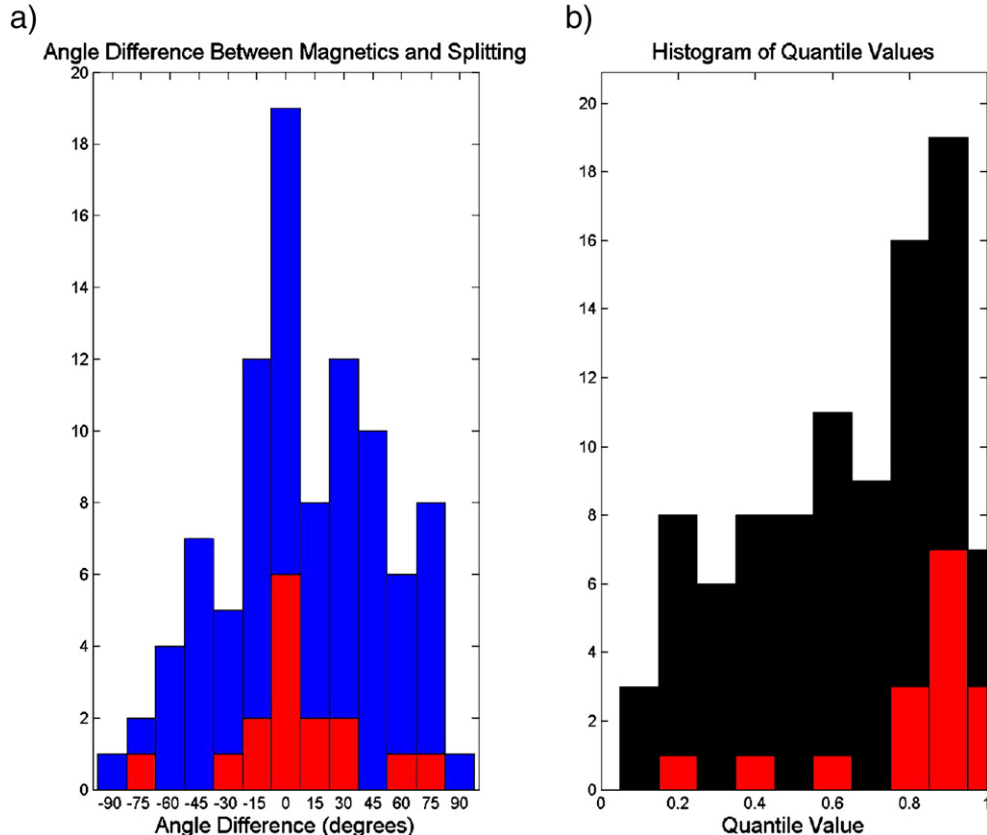 a)
Angle Difference Between Magnetics and Splitting
20
18
16
14
12
10
8
6
4
2
0
-90 -75 -60 -45 -30 -15 0 15 30 45 60 75 90
Angle Difference (degrees)
b)
Histogram of Quantile Values
20
18
16
14
12
10
8
6
4
2
0
0 0.2 0.4 0.6 0.8 1
Quantile Value